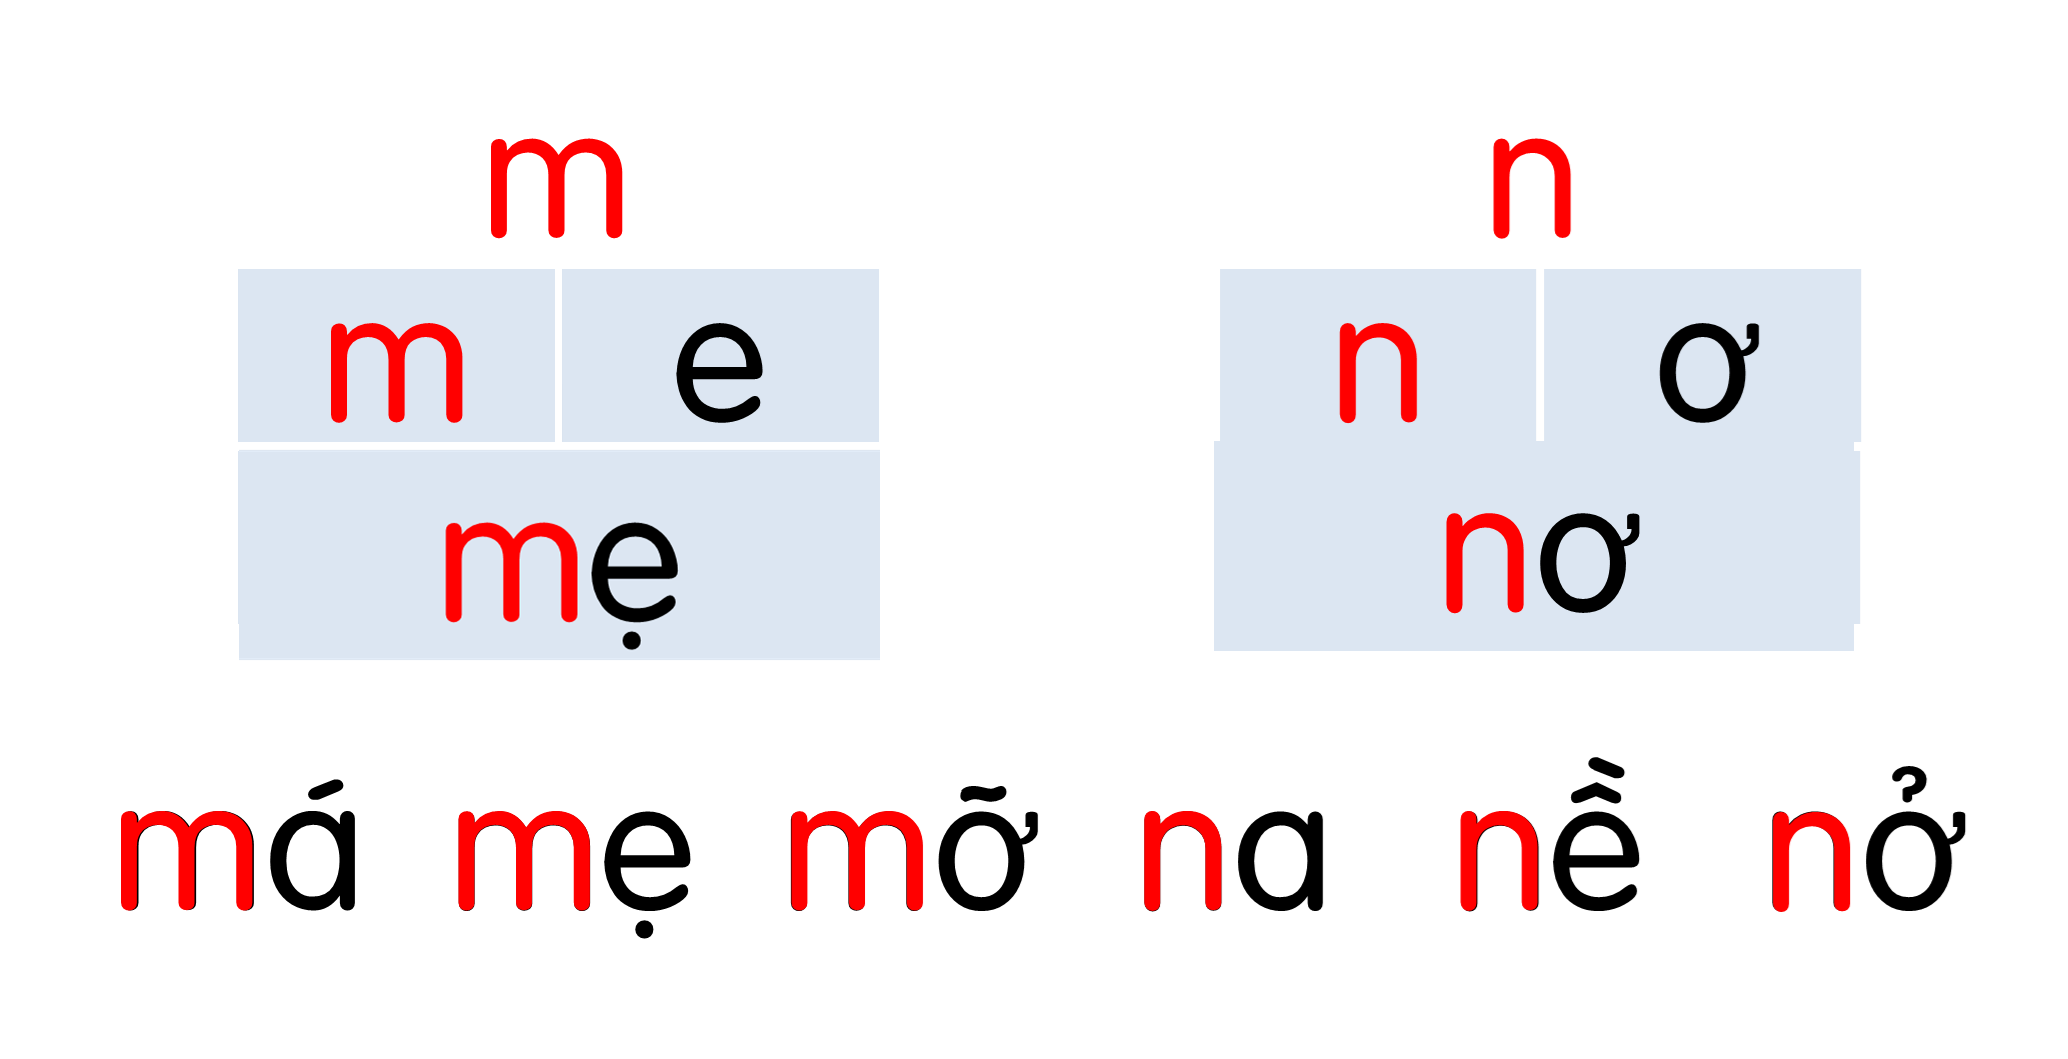 m n
m e n ơ
mẹ nơ
má mẹ mỡ na nề nở